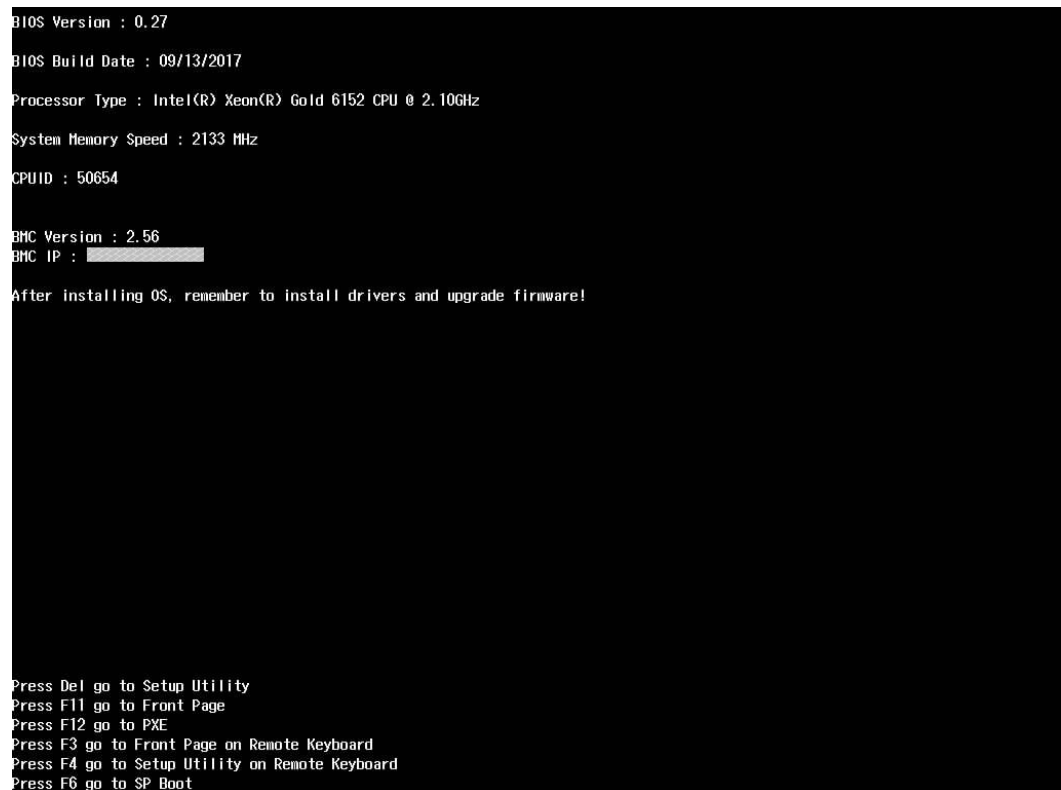 BIOS Version : 0.27
BIOS Build Date : 09/13/2017
Processor Type : Intel(R) Xeon(R) Gold 6152 CPU @ 2.10GHz
System Memory Speed : 2133 MHz
CPUID : 50654
BMC Version : 2.56
BMC IP :
After installing OS, remember to install drivers and upgrade firmware!
Press Del go to Setup Utility
Press F11 go to Front Page
Press F12 go to PXE
Press F3 go to Front Page on Remote Keyboard
Press F4 go to Setup Utility on Remote Keyboard
Press F6 go to SP Boot